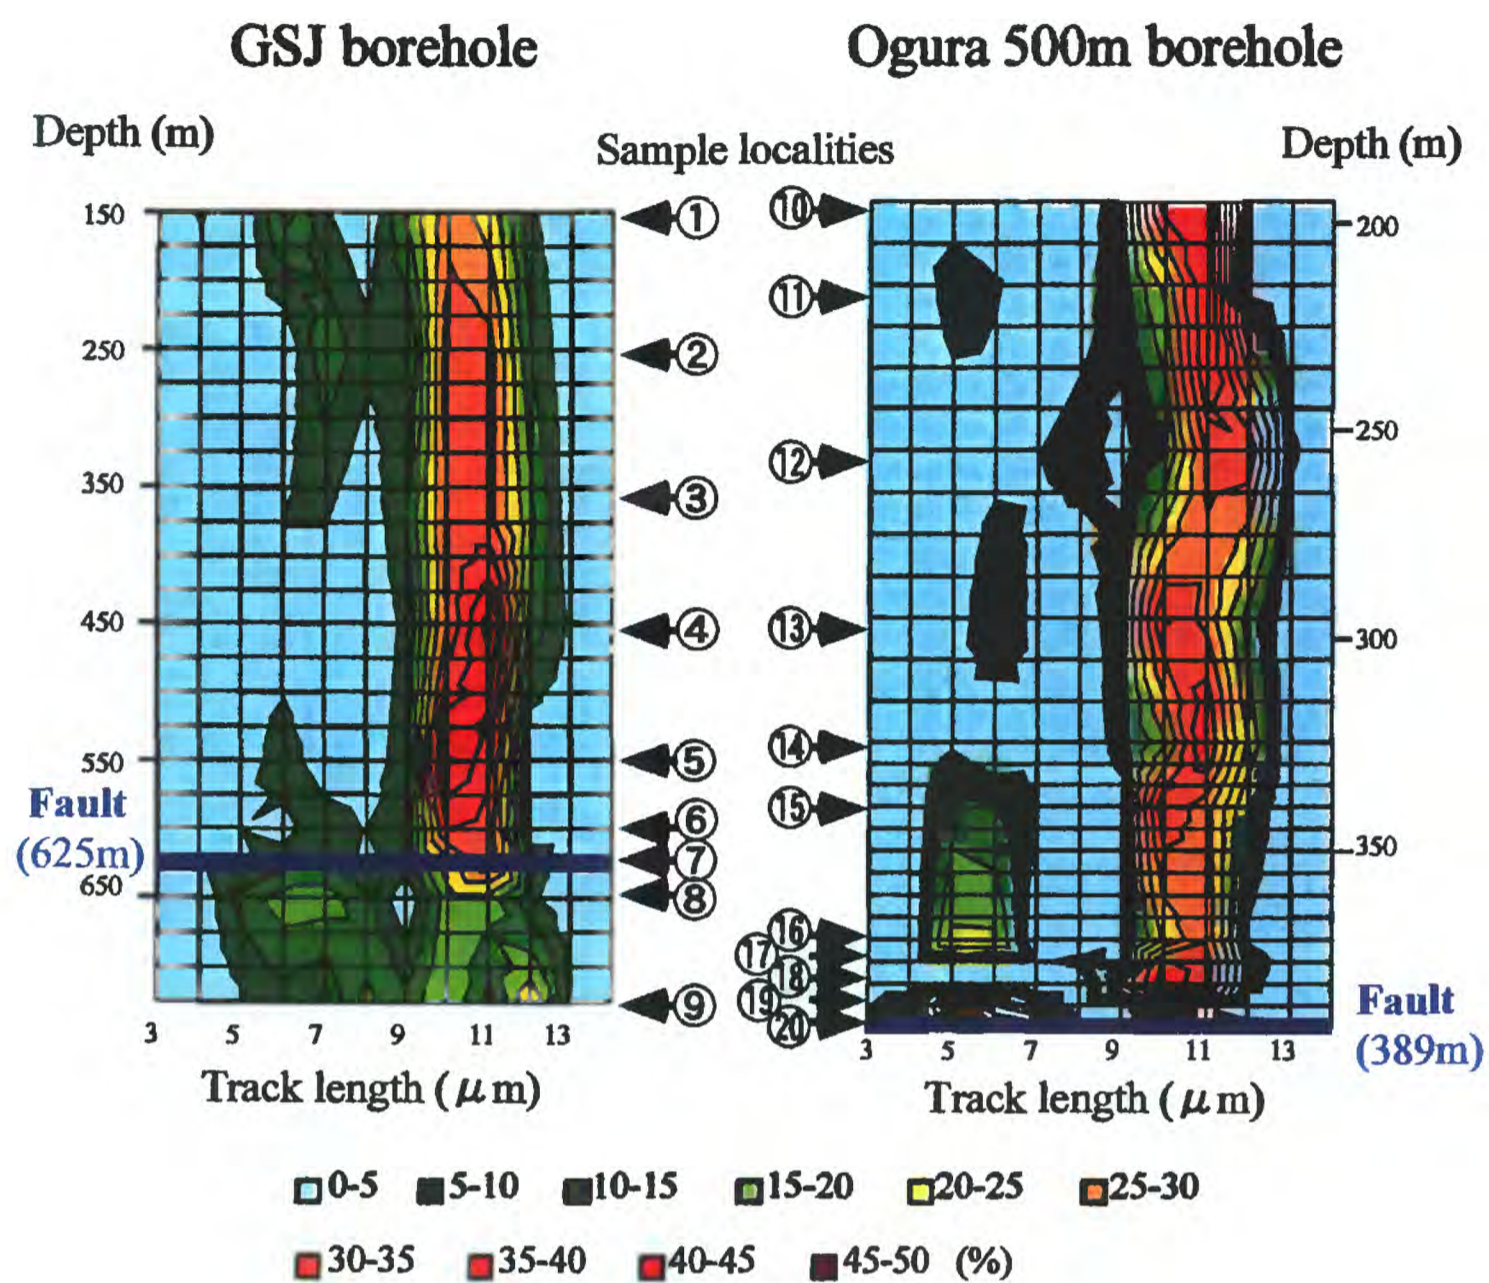 GSJ borehole
Ogura 500m borehole
Depth (m)
Sample localities
Depth (m)
150
250
350
450
550
Fault
(625m)
650
①
②
③
④
⑤
⑥
⑦
⑧
⑨
⑩
⑪
⑫
⑬
⑭
⑮
⑯
⑰
⑱
⑲
⑳
200
250
300
350
Fault
(389m)
3 5 7 9 11 13
3 5 7 9 11 13
Track length (μm)
Track length (μm)
0-5 5-10 10-15 15-20 20-25 25-30
30-35 35-40 40-45 45-50 (%)